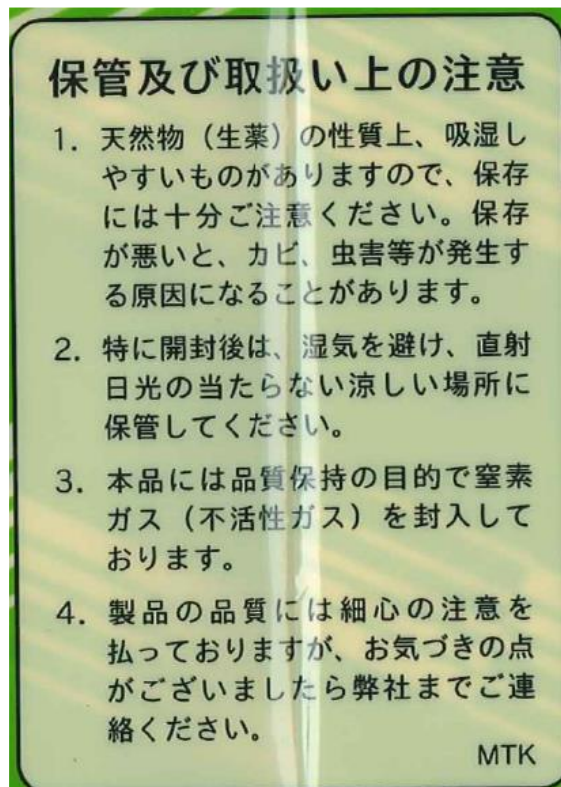 保管及び取扱い上の注意
1. 天然物（生薬）の性質上、吸湿し
やすいものがありますので、保存
には十分ご注意ください。保存
が悪いと、カビ、虫害等が発生す
る原因になることがあります。
2. 特に開封後は、湿気を避け、直射
日光の当たらない涼しい場所に
保管してください。
3. 本品には品質保持の目的で窒素
ガス（不活性ガス）を封入して
おります。
4. 製品の品質には細心の注意を
払っておりますが、お気づきの点
がございましたら弊社までご連
絡ください。
MTK